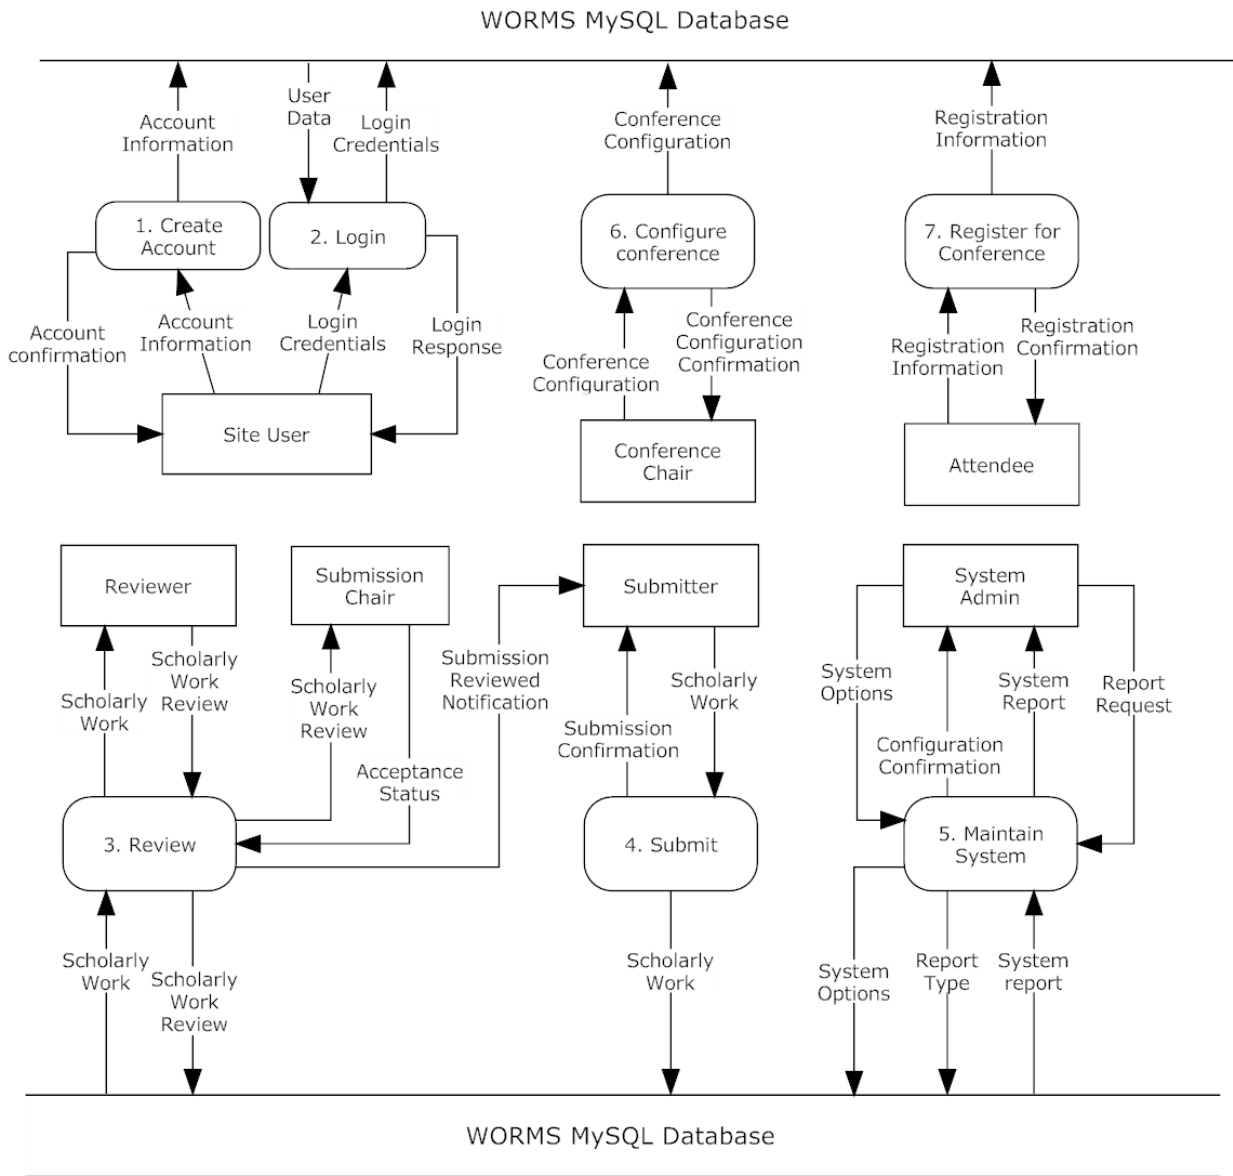 WORMS MySQL Database
Account
Information
User
Data
Login
Credentials
Conference
Configuration
Registration
Information
1. Create
Account
2. Login
6. Configure
conference
7. Register for
Conference
Account
confirmation
Account
Information
Login
Credentials
Login
Response
Conference
Configuration
Conference
Configuration
Confirmation
Registration
Information
Registration
Confirmation
Site User
Conference
Chair
Attendee
Reviewer
Submission
Chair
Submitter
System
Admin
Scholarly
Work
Scholarly
Work
Review
Scholarly
Work
Review
Acceptance
Status
Submission
Reviewed
Notification
Submission
Confirmation
Scholarly
Work
System
Options
Configuration
Confirmation
System
Report
Report
Request
3. Review
4. Submit
5. Maintain
System
Scholarly
Work
Scholarly
Work
Review
Scholarly
Work
System
Options
Report
Type
System
report
WORMS MySQL Database